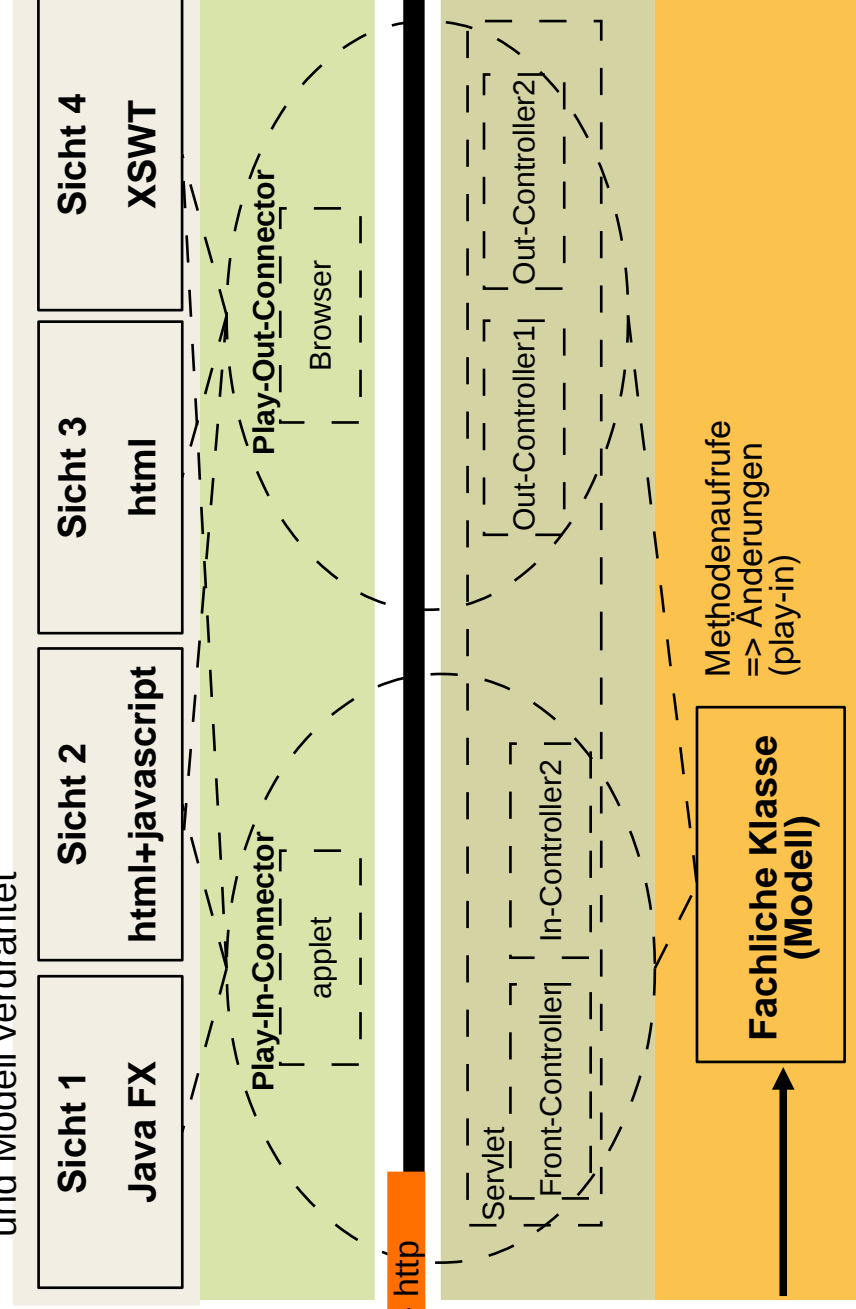 und Modell verdrahtet
Sicht 1
Java FX
Sicht 2
html+javascript
Sicht 3
html
Sicht 4
XSWT
Play-In-Connector
applet
Play-Out-Connector
Browser
http
Servlet
Front-Controller
In-Controller2
Out-Controller1
Out-Controller2
Fachliche Klasse
(Modell)
Methodenaufrufe
=> Änderungen
(play-in)